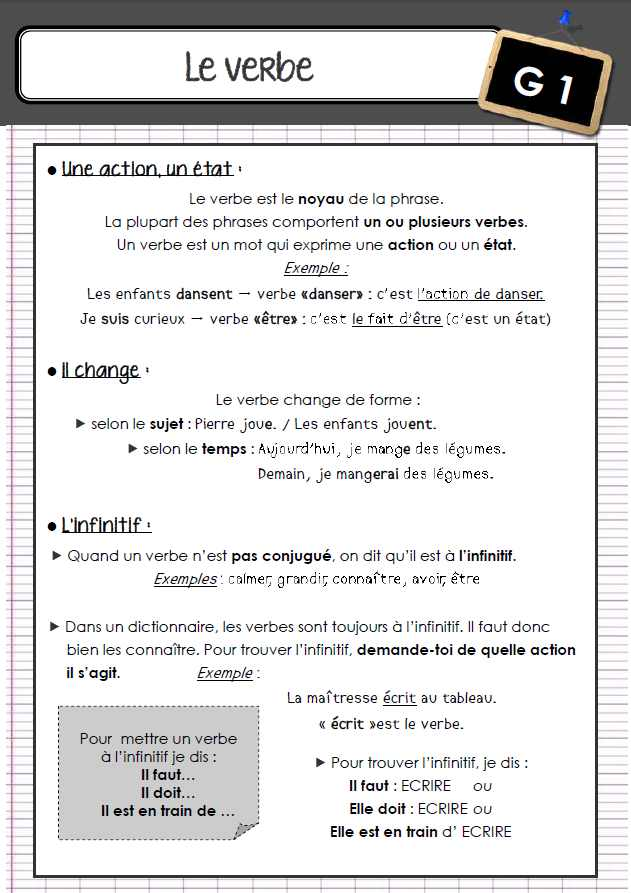 Le verbe
G 1
• Une action, un état :
Le verbe est le noyau de la phrase.
La plupart des phrases comportent un ou plusieurs verbes.
Un verbe est un mot qui exprime une action ou un état.
Exemple :
Les enfants dansent → verbe «danser» : c'est l'action de danser.
Je suis curieux → verbe «être» : c'est le fait d'être (c'est un état)
• Il change :
Le verbe change de forme :
► selon le sujet : Pierre joue. / Les enfants jouent.
► selon le temps : Aujourd'hui, je mange des légumes.
Demain, je mangerai des légumes.
• L'infinitif :
► Quand un verbe n'est pas conjugué, on dit qu'il est à l'infinitif.
Exemples : calmer, grandir, connaître, avoir, être
► Dans un dictionnaire, les verbes sont toujours à l'infinitif. Il faut donc
bien les connaître. Pour trouver l'infinitif, demande-toi de quelle action
il s'agit. Exemple :
La maîtresse écrit au tableau.
« écrit »est le verbe.
Pour mettre un verbe
à l'infinitif je dis :
Il faut…
Il doit…
Il est en train de …
► Pour trouver l'infinitif, je dis :
Il faut : ECRIRE ou
Elle doit : ECRIRE ou
Elle est en train d' ECRIRE